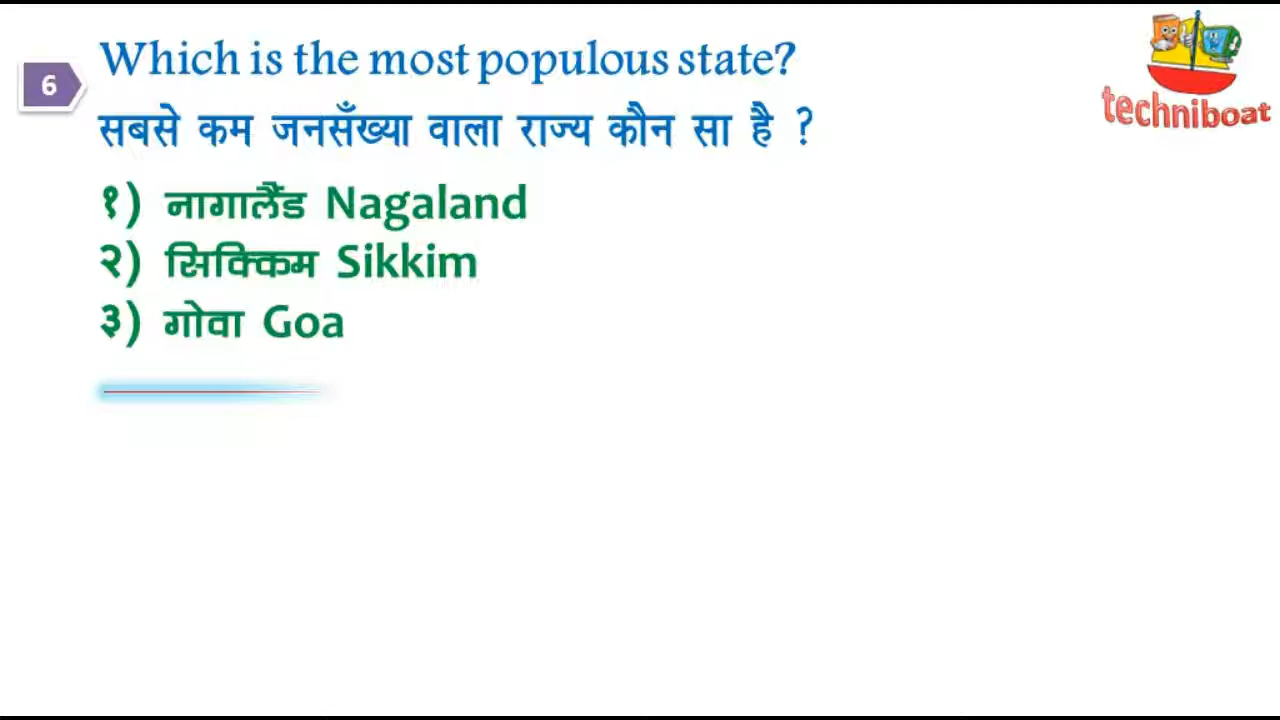 6
Which is the most populous state?
सबसे कम जनसँख्या वाला राज्य कौन सा है ?
१) नागालैंड Nagaland
२) सिक्किम Sikkim
३) गोवा Goa
techniboat